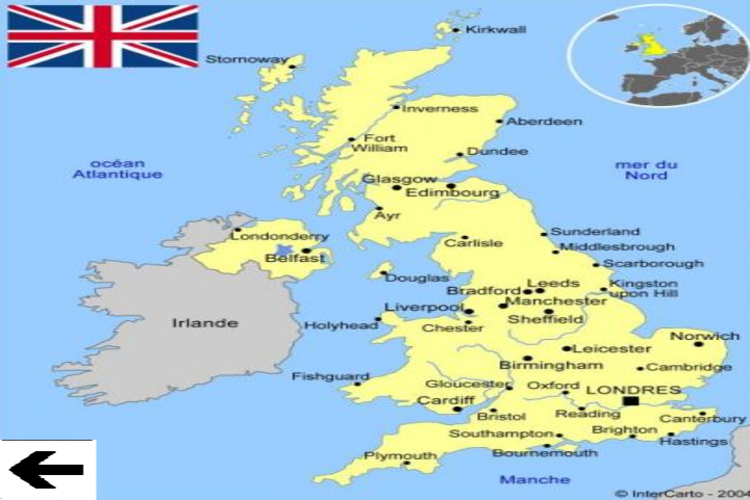 Kirkwall
Stornoway
Inverness
Aberdeen
Fort
William
Dundee
océan
Atlantique
mer du
Nord
Glasgow
Edimbourg
Ayr
Londonderry
Belfast
Carlisle
Sunderland
Middlesbrough
Scarborough
Douglas
Leeds
Bradford
Kingston
upon Hill
Manchester
Liverpool
Sheffield
Irlande
Holyhead
Chester
Norwich
Leicester
Birmingham
Cambridge
Fishguard
Gloucester
Oxford
LONDRES
Cardiff
Bristol
Reading
Canterbury
Southampton
Brighton
Hastings
Plymouth
Bournemouth
Manche
© InterCarto - 2004